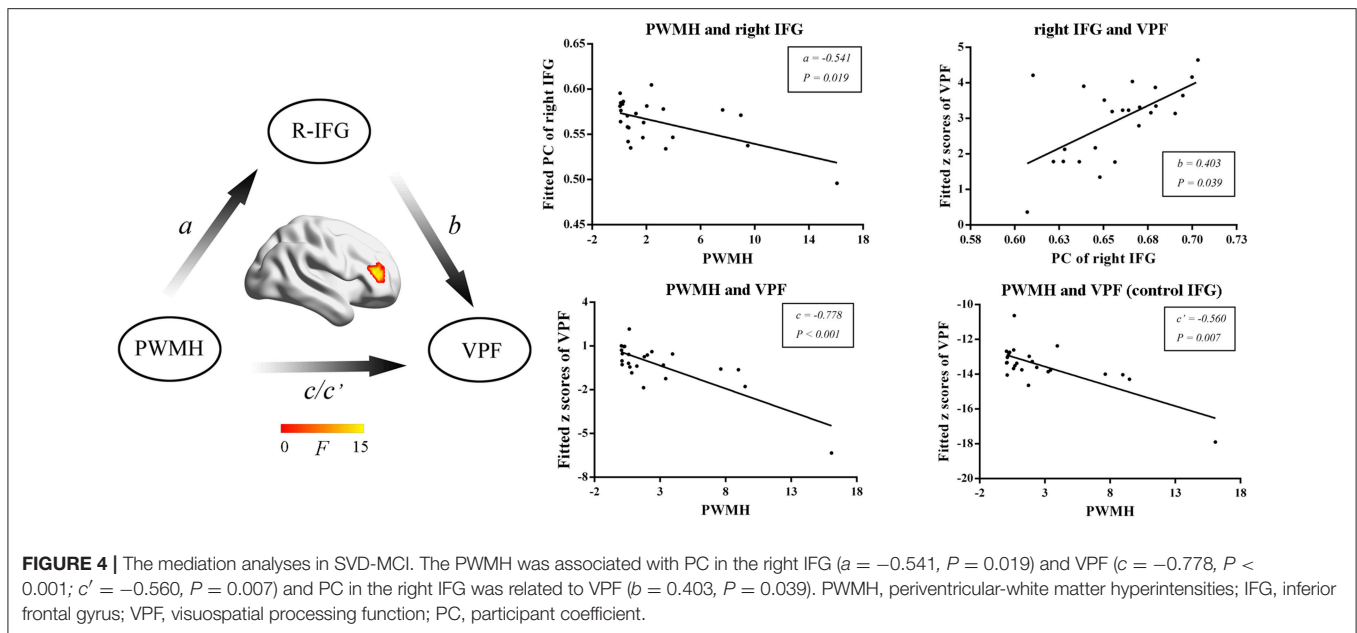 R-IFG
a
b
PWMH
VPF
c/c'
0 F 15
PWMH and right IFG
a = -0.541
P = 0.019
Fitted PC of right IFG
0.65
0.60
0.55
0.50
0.45
-2 2 6 10 14 18
PWMH
right IFG and VPF
b = 0.403
P = 0.039
Fitted z scores of VPF
5
4
3
2
1
0
0.58 0.60 0.63 0.65 0.68 0.70 0.73
PC of right IFG
PWMH and VPF
c = -0.778
P < 0.001
Fitted z scores of VPF
4
1
-2
-5
-8
-2 3 8 13 18
PWMH
PWMH and VPF (control IFG)
c' = -0.560
P = 0.007
Fitted z scores of VPF
-10
-12
-14
-16
-18
-20
-2 3 8 13 18
PWMH
FIGURE 4 | The mediation analyses in SVD-MCI. The PWMH was associated with PC in the right IFG (a = −0.541, P = 0.019) and VPF (c = −0.778, P <
0.001; c′ = −0.560, P = 0.007) and PC in the right IFG was related to VPF (b = 0.403, P = 0.039). PWMH, periventricular-white matter hyperintensities; IFG, inferior
frontal gyrus; VPF, visuospatial processing function; PC, participant coefficient.